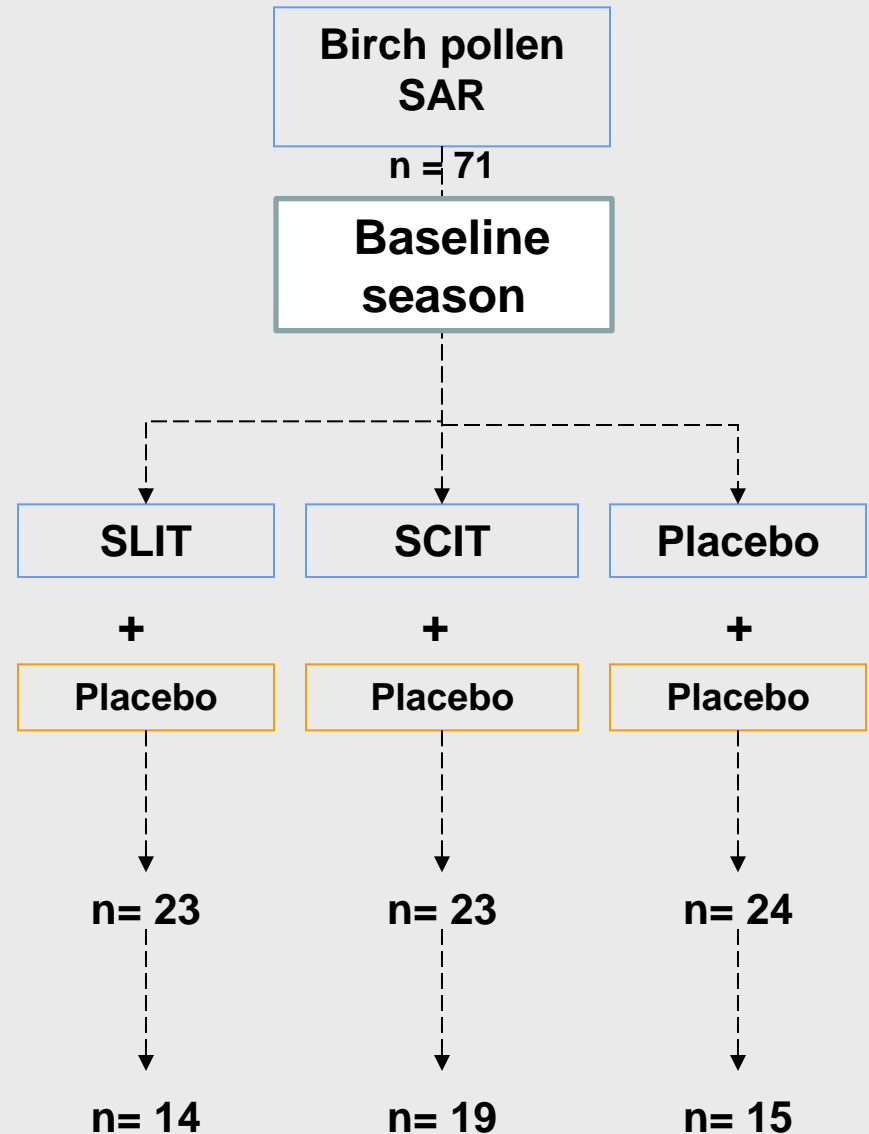 Birch pollen
SAR
n = 71
Baseline
season
SLIT
SCIT
Placebo
+
+
+
Placebo
Placebo
Placebo
n= 23
n= 23
n= 24
n= 14
n= 19
n= 15